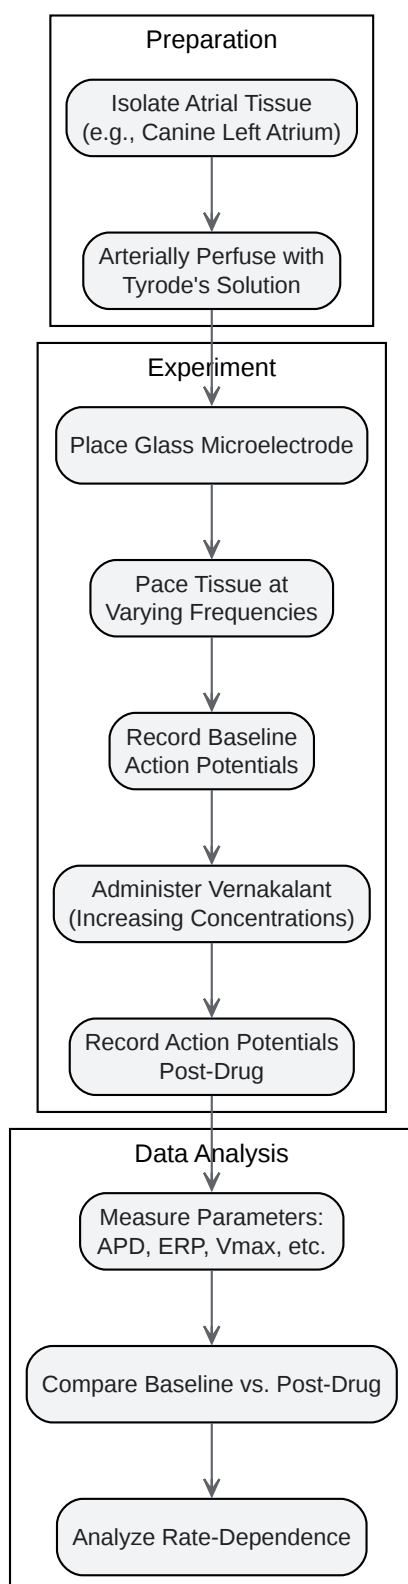 Preparation
Isolate Atrial Tissue
(e.g., Canine Left Atrium)
Arterially Perfuse with
Tyrode's Solution
Experiment
Place Glass Microelectrode
Pace Tissue at
Varying Frequencies
Record Baseline
Action Potentials
Administer Vernakalant
(Increasing Concentrations)
Record Action Potentials
Post-Drug
Data Analysis
Measure Parameters:
APD, ERP, Vmax, etc.
Compare Baseline vs. Post-Drug
Analyze Rate-Dependence